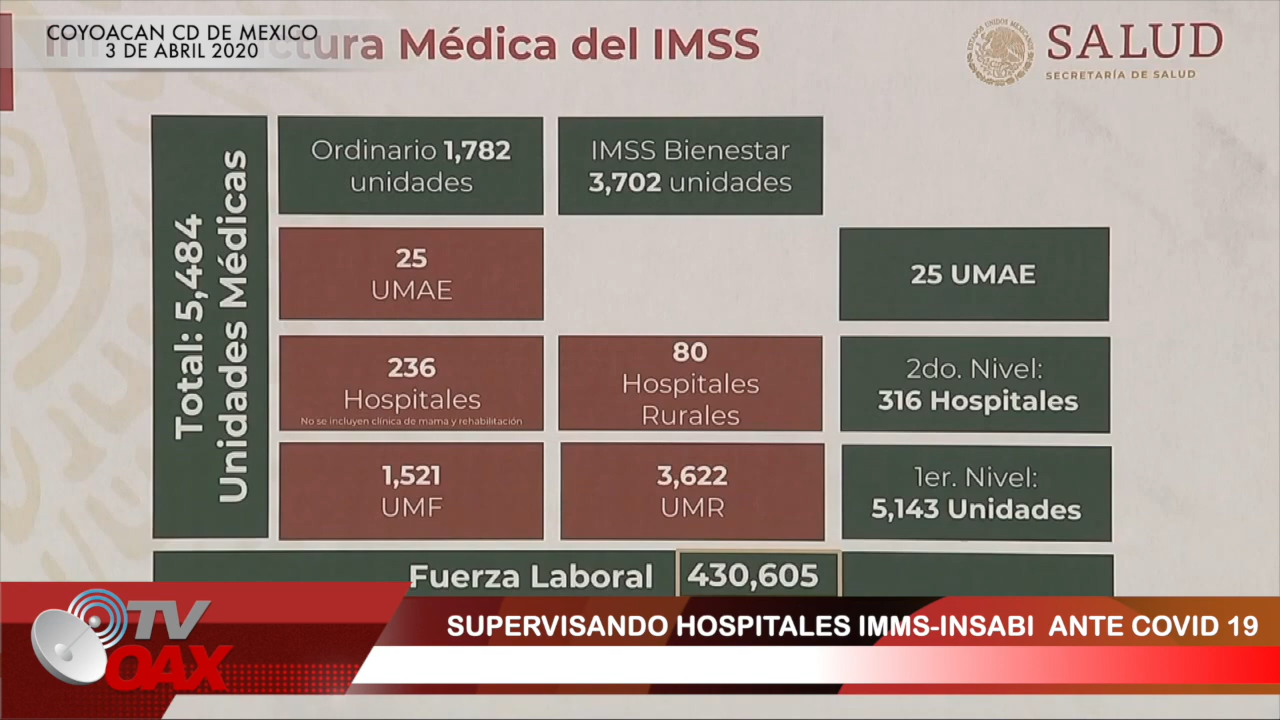 COYOACAN CD DE MEXICO
3 DE ABRIL 2020
ctura Médica del IMSS
SALUD
SECRETARÍA DE SALUD
Total: 5,484
Unidades Médicas
Ordinario 1,782
unidades
IMSS Bienestar
3,702 unidades
25
UMAE
25 UMAE
236
Hospitales
No se incluyen clínica de mama y rehabilitación
80
Hospitales
Rurales
2do. Nivel:
316 Hospitales
1,521
UMF
3,622
UMR
1er. Nivel:
5,143 Unidades
Fuerza Laboral 430,605
TV
OAX
SUPERVISANDO HOSPITALES IMMS-INSABI ANTE COVID 19